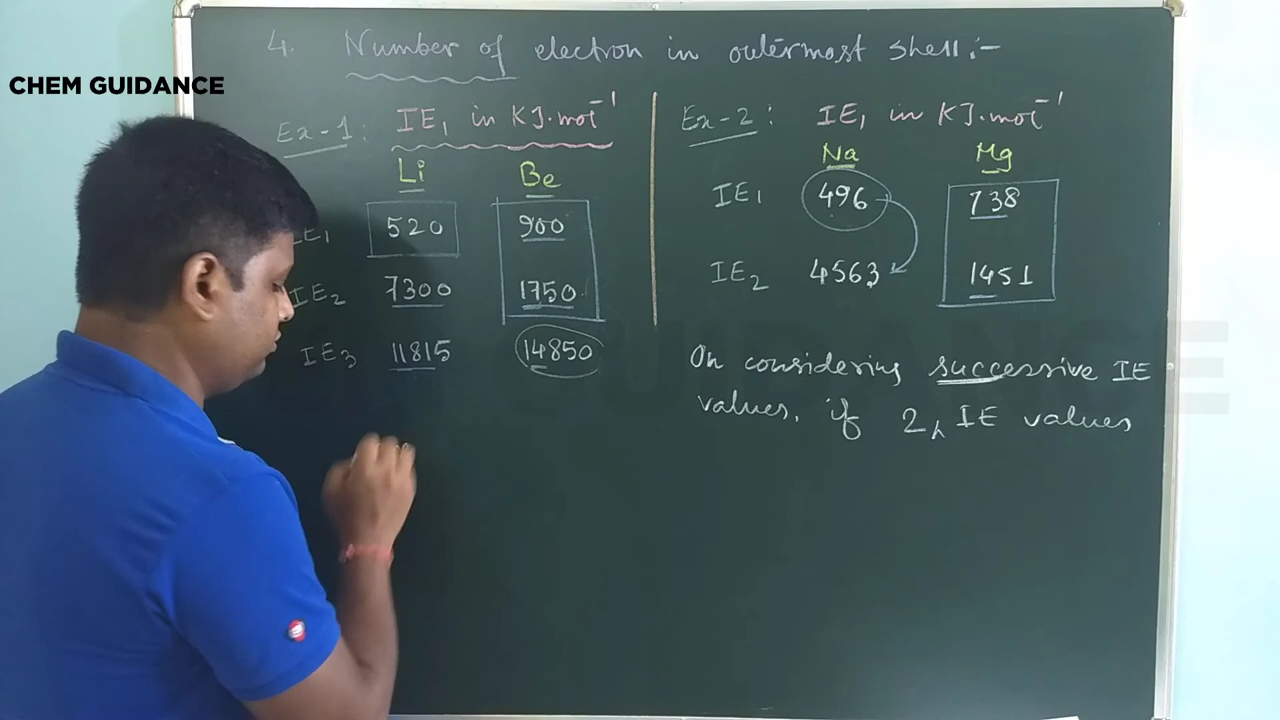 4. Number of electron in outermost shell:-
CHEM GUIDANCE
Ex-1: IE₁ in KJ.mol⁻¹
Li Be
IE₁ 520 900
IE₂ 7300 1750
IE₃ 11815 14850
Ex-2: IE₁ in KJ.mol⁻¹
Na Mg
IE₁ 496 738
IE₂ 4563 1451
On considering successive IE
values, if 2, IE values